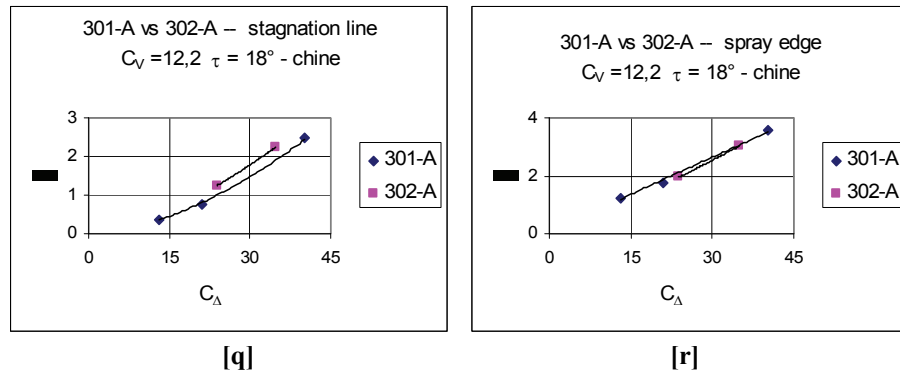 301-A vs 302-A -- stagnation line
C_V = 12,2 τ = 18° - chine
3
2
1
0
0 15 30 45
C_Δ
301-A
302-A
[q]
301-A vs 302-A -- spray edge
C_V = 12,2 τ = 18° - chine
4
2
0
0 15 30 45
C_Δ
301-A
302-A
[r]